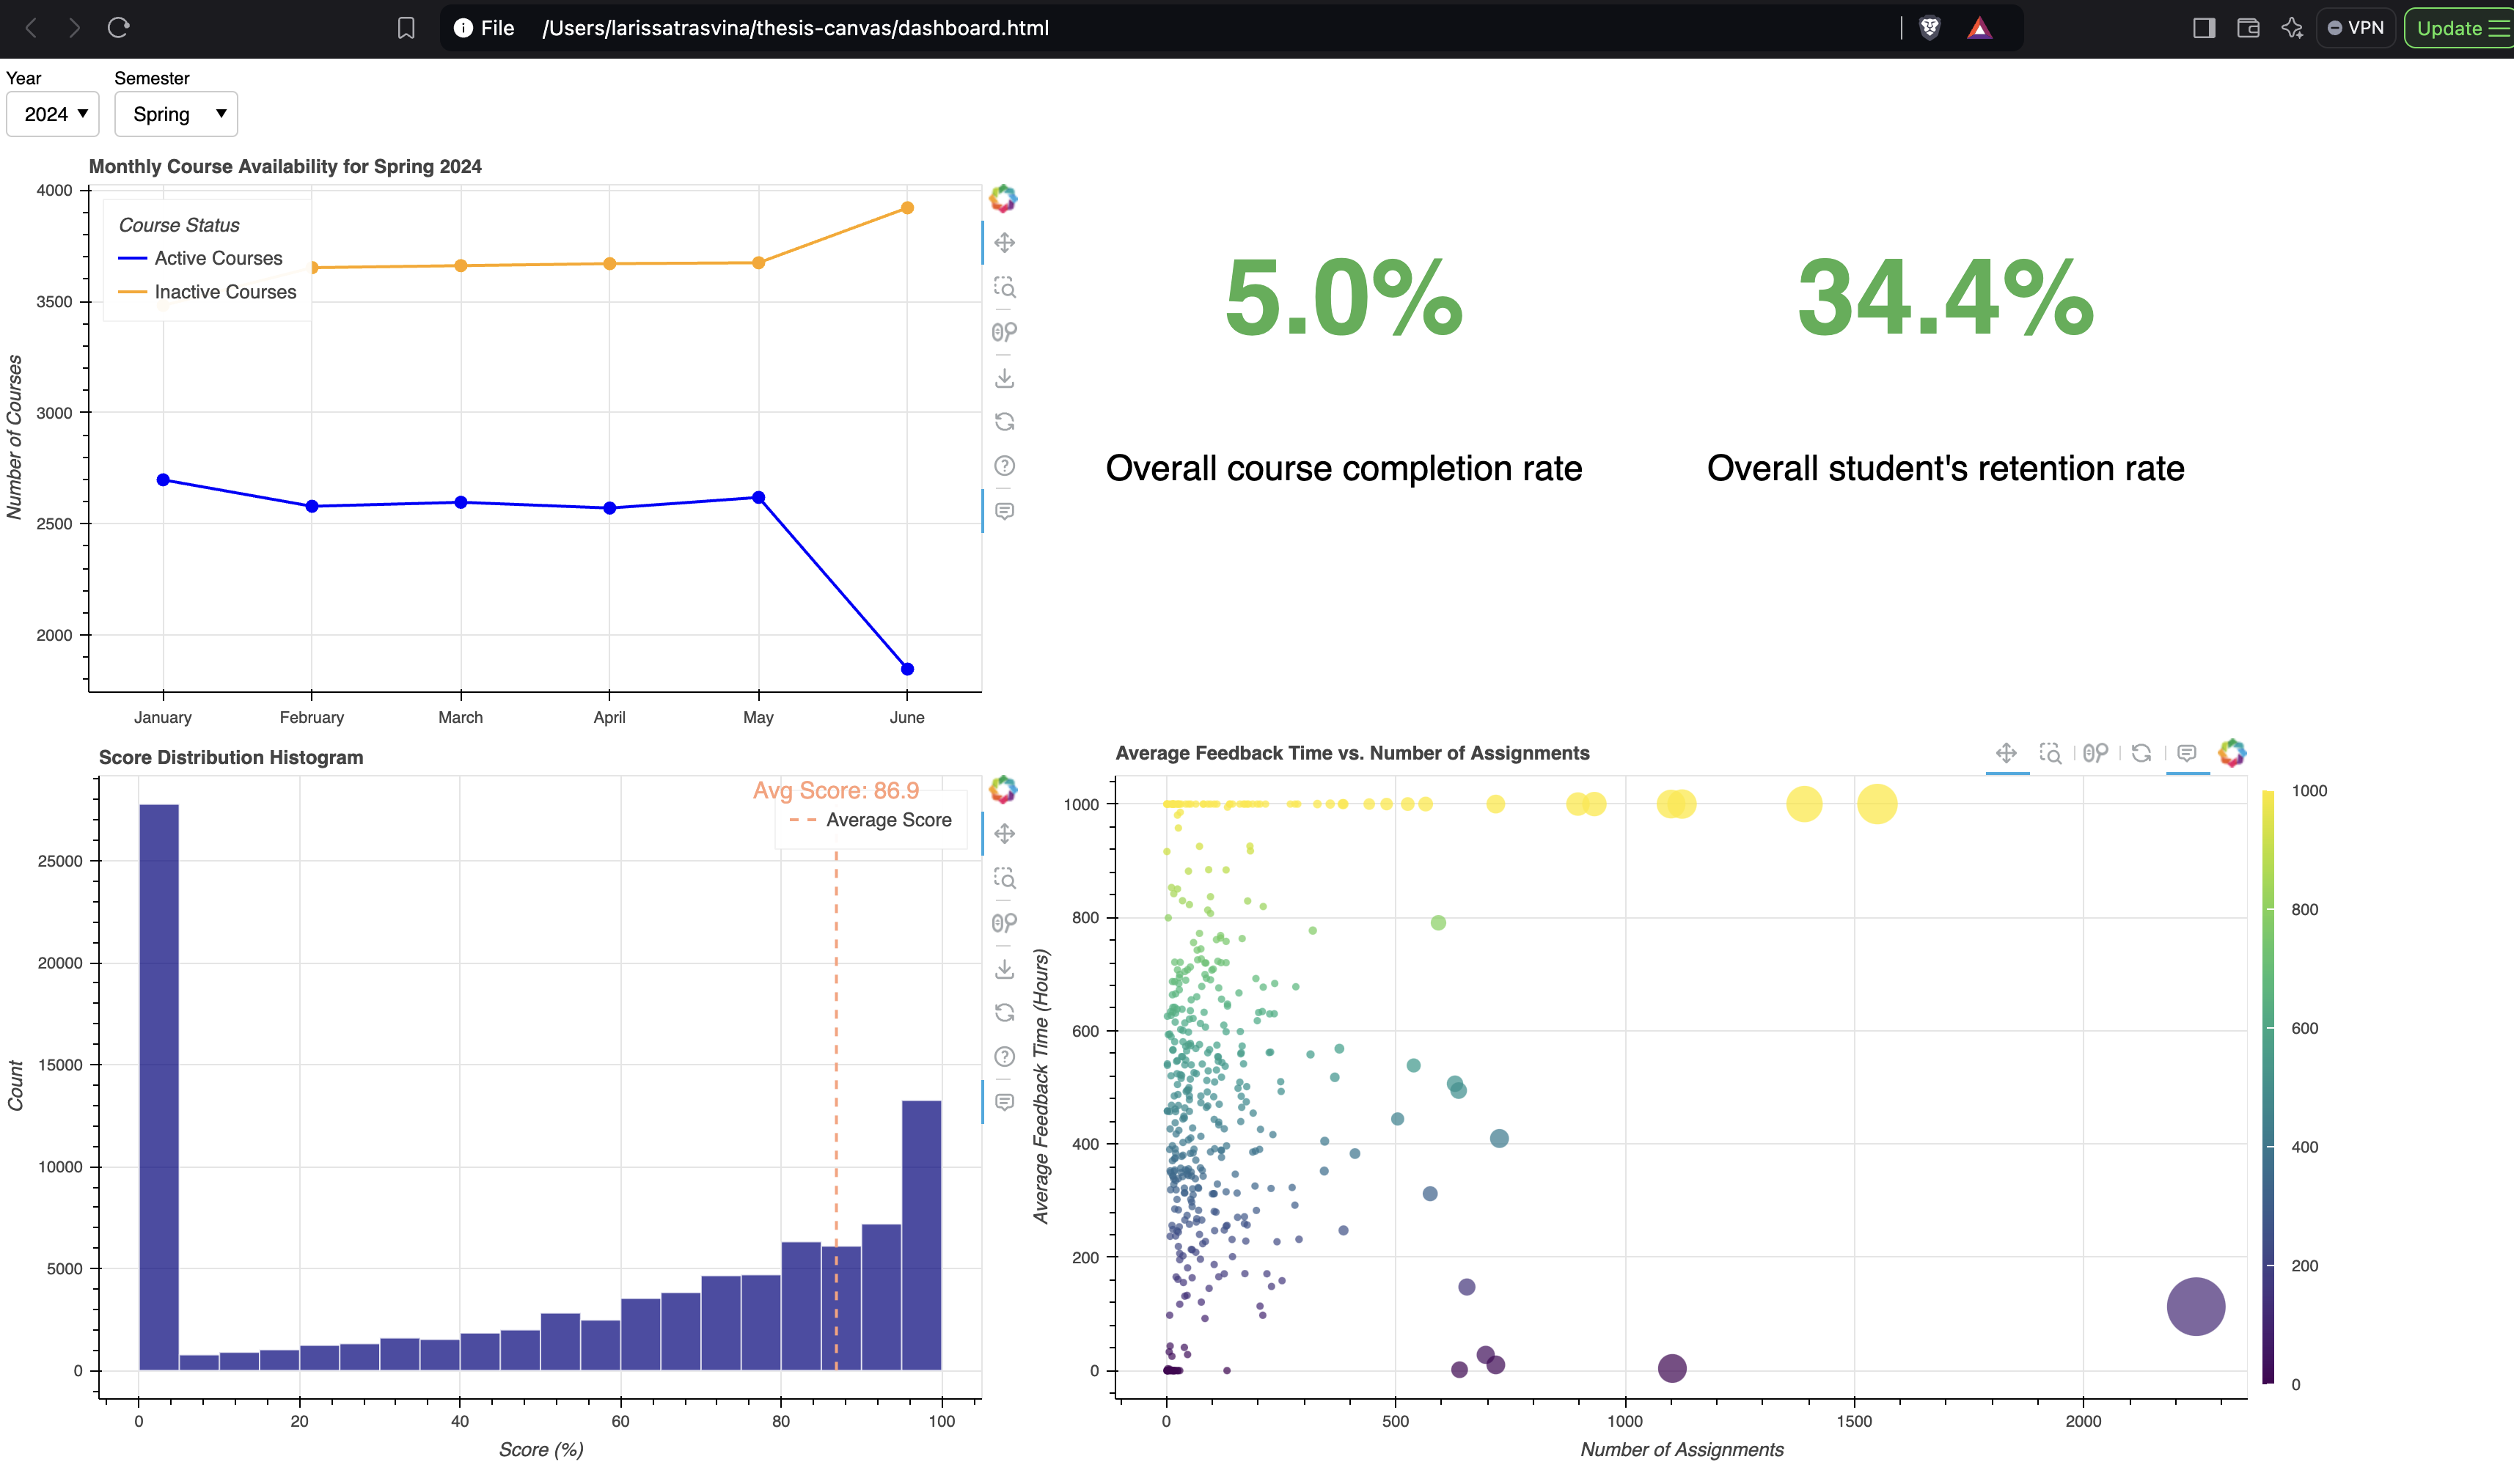 File /Users/larissatrasvina/thesis-canvas/dashboard.html
VPN
Update
Year
Semester
2024
Spring
Monthly Course Availability for Spring 2024
Course Status
Active Courses
Inactive Courses
4000
3500
3000
2500
2000
Number of Courses
January February March April May June
5.0%
Overall course completion rate
34.4%
Overall student's retention rate
Score Distribution Histogram
Avg Score: 86.9
Average Score
25000
20000
15000
10000
5000
0
Count
0 20 40 60 80 100
Score (%)
Average Feedback Time vs. Number of Assignments
1000
800
600
400
200
0
Average Feedback Time (Hours)
0 500 1000 1500 2000
Number of Assignments
1000
800
600
400
200
0